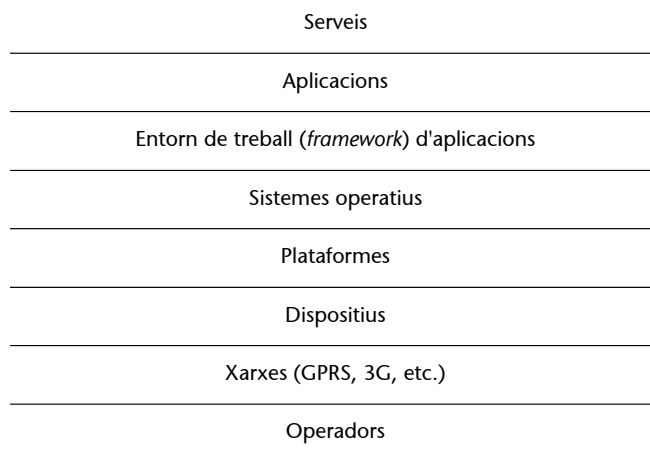 Serveis
Aplicacions
Entorn de treball (framework) d'aplicacions
Sistemes operatius
Plataformes
Dispositius
Xarxes (GPRS, 3G, etc.)
Operadors